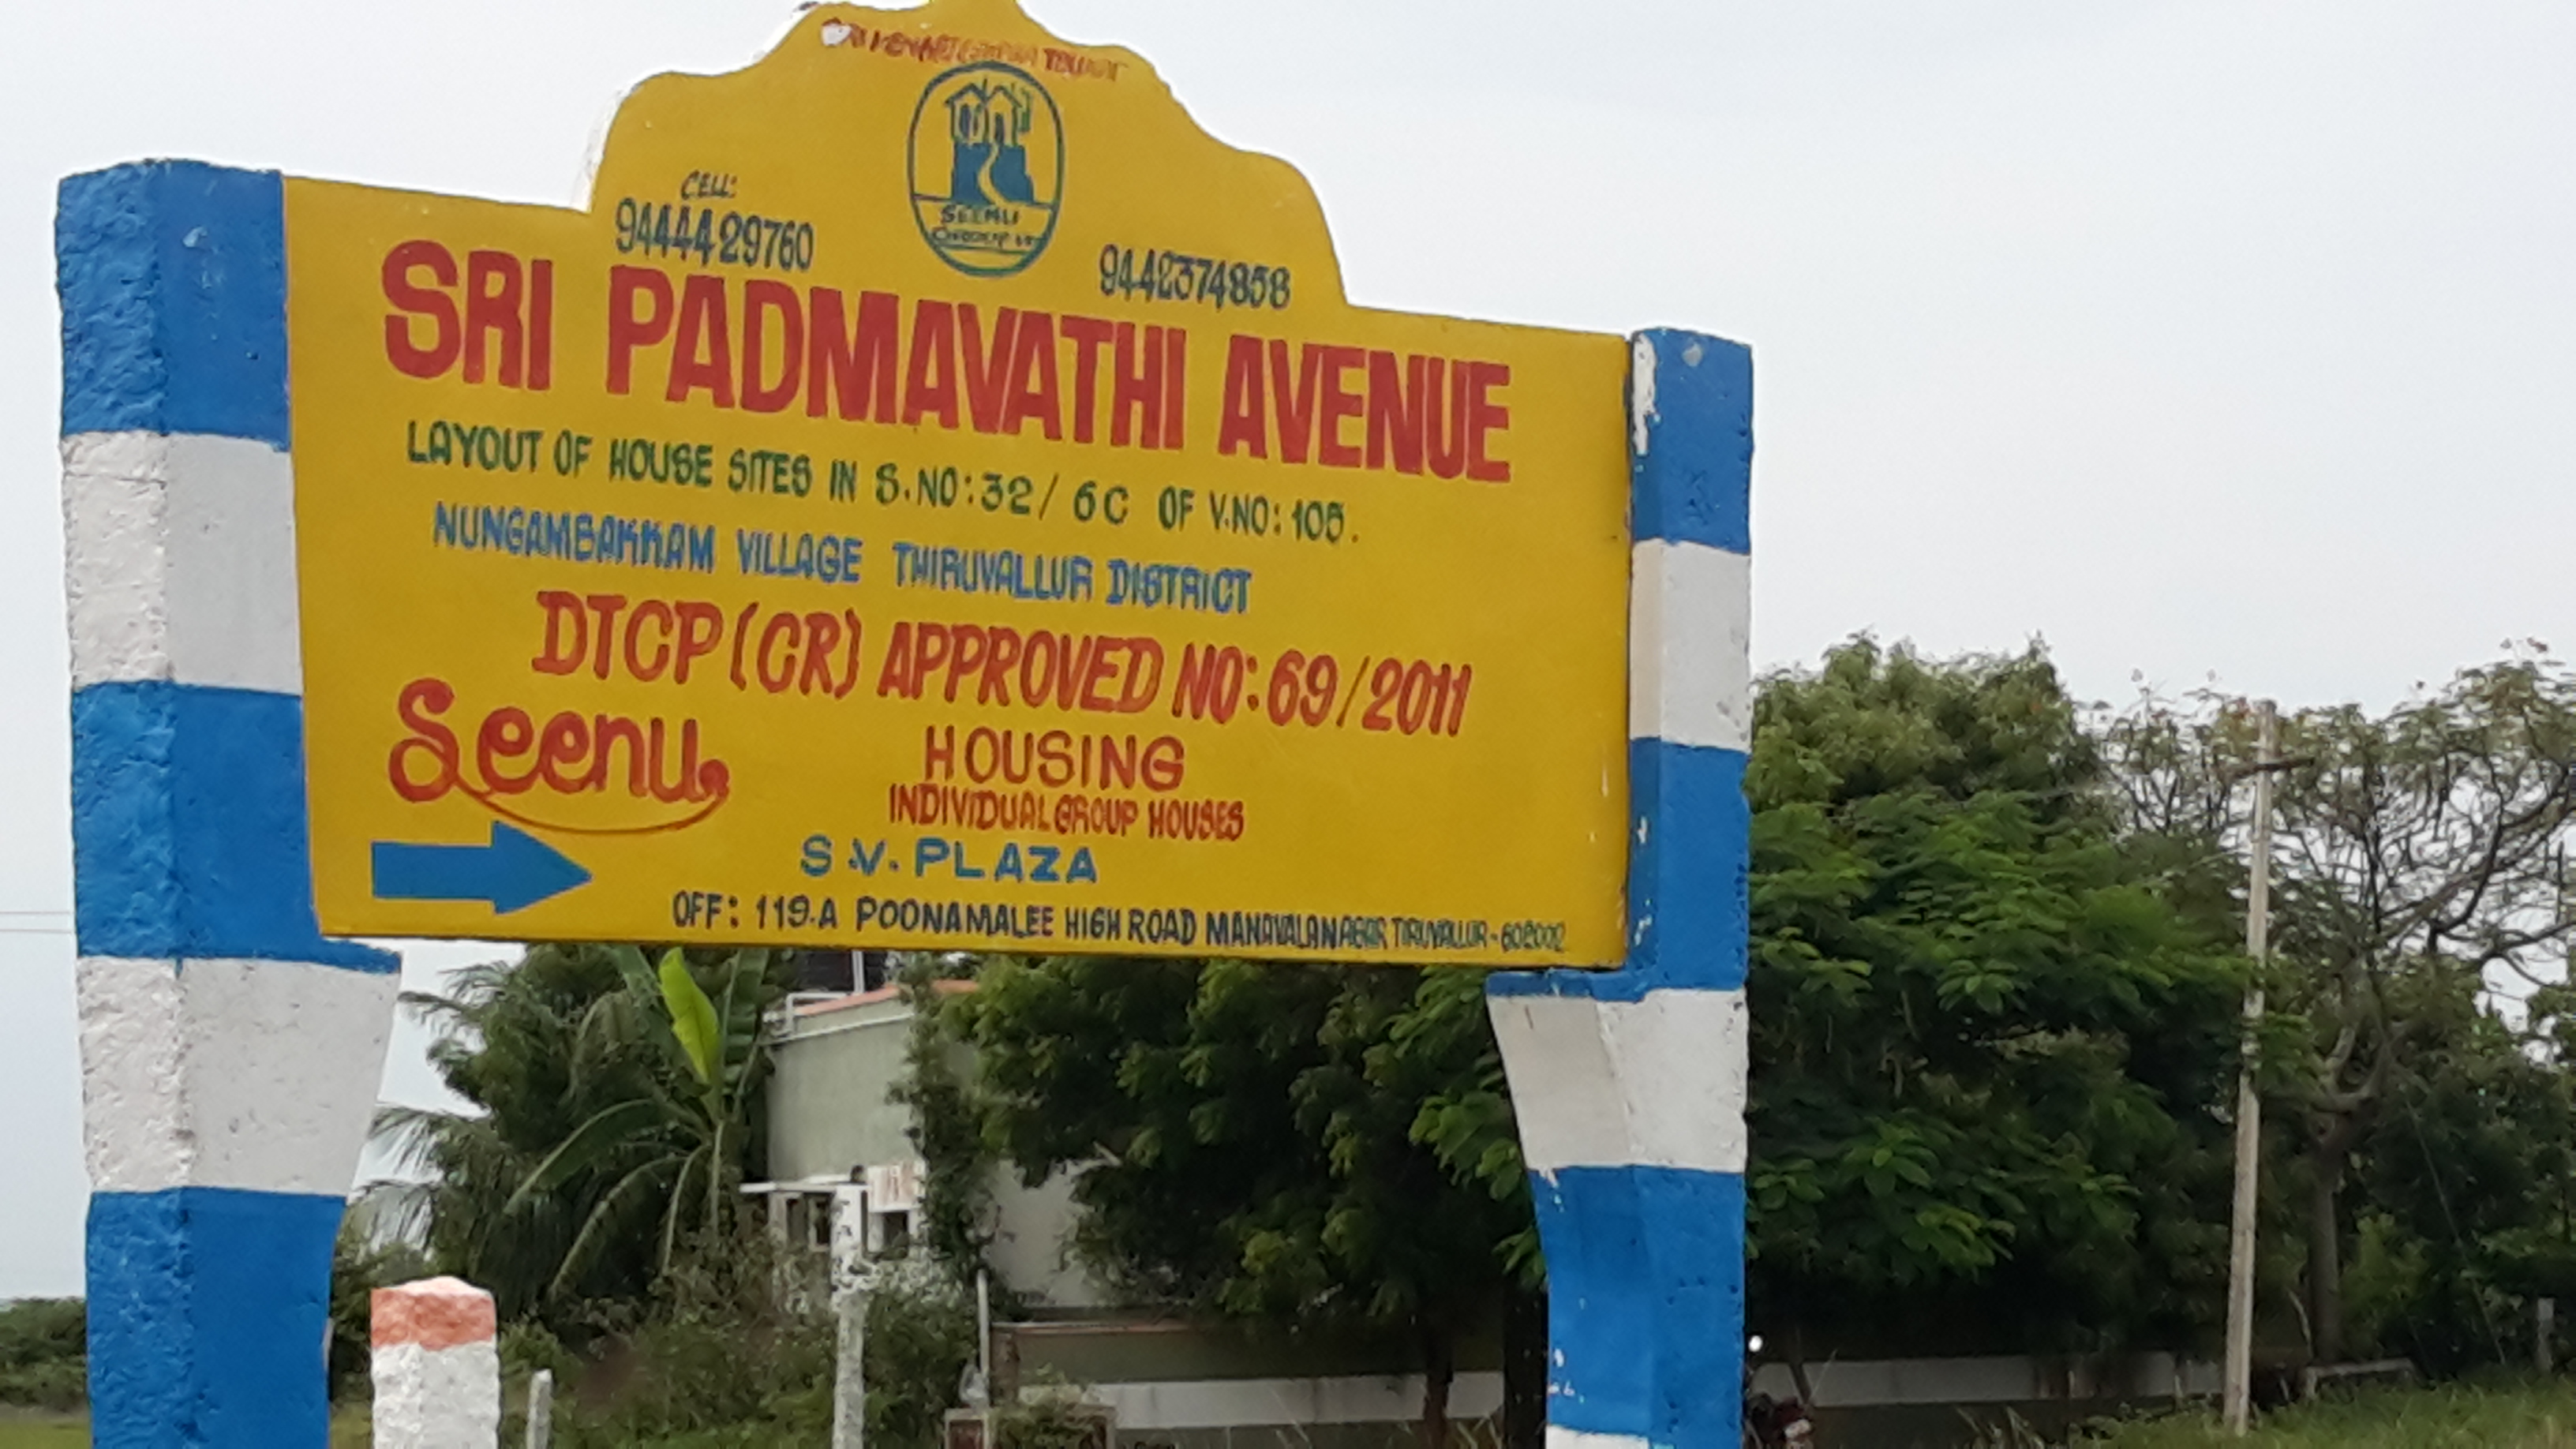 CELL:
9444429760
SEENU
9442374858
SRI PADMAVATHI AVENUE
LAYOUT OF HOUSE SITES IN S.NO:32/6C OF V.NO:105.
NUNGAMBAKKAM VILLAGE THIRUVALLUR DISTRICT
DTCP (CR) APPROVED NO:69/2011
Seenu
HOUSING
INDIVIDUAL GROUP HOUSES
S.V. PLAZA
OFF: 119.A POONAMALEE HIGH ROAD MANAVALANAGAR TIRUVALLUR-602002